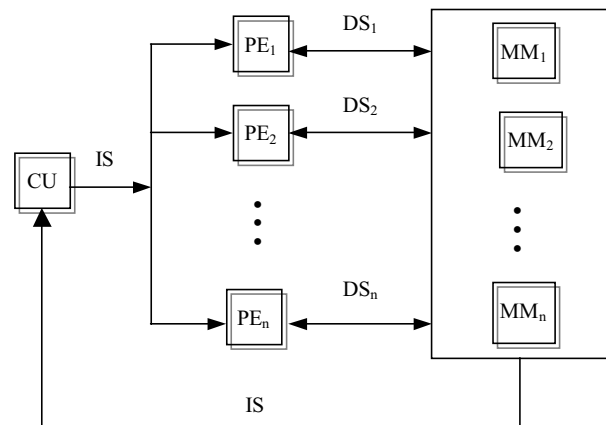 DS₁
PE₁
MM₁
DS₂
PE₂
MM₂
IS
CU
DSₙ
PEₙ
MMₙ
IS